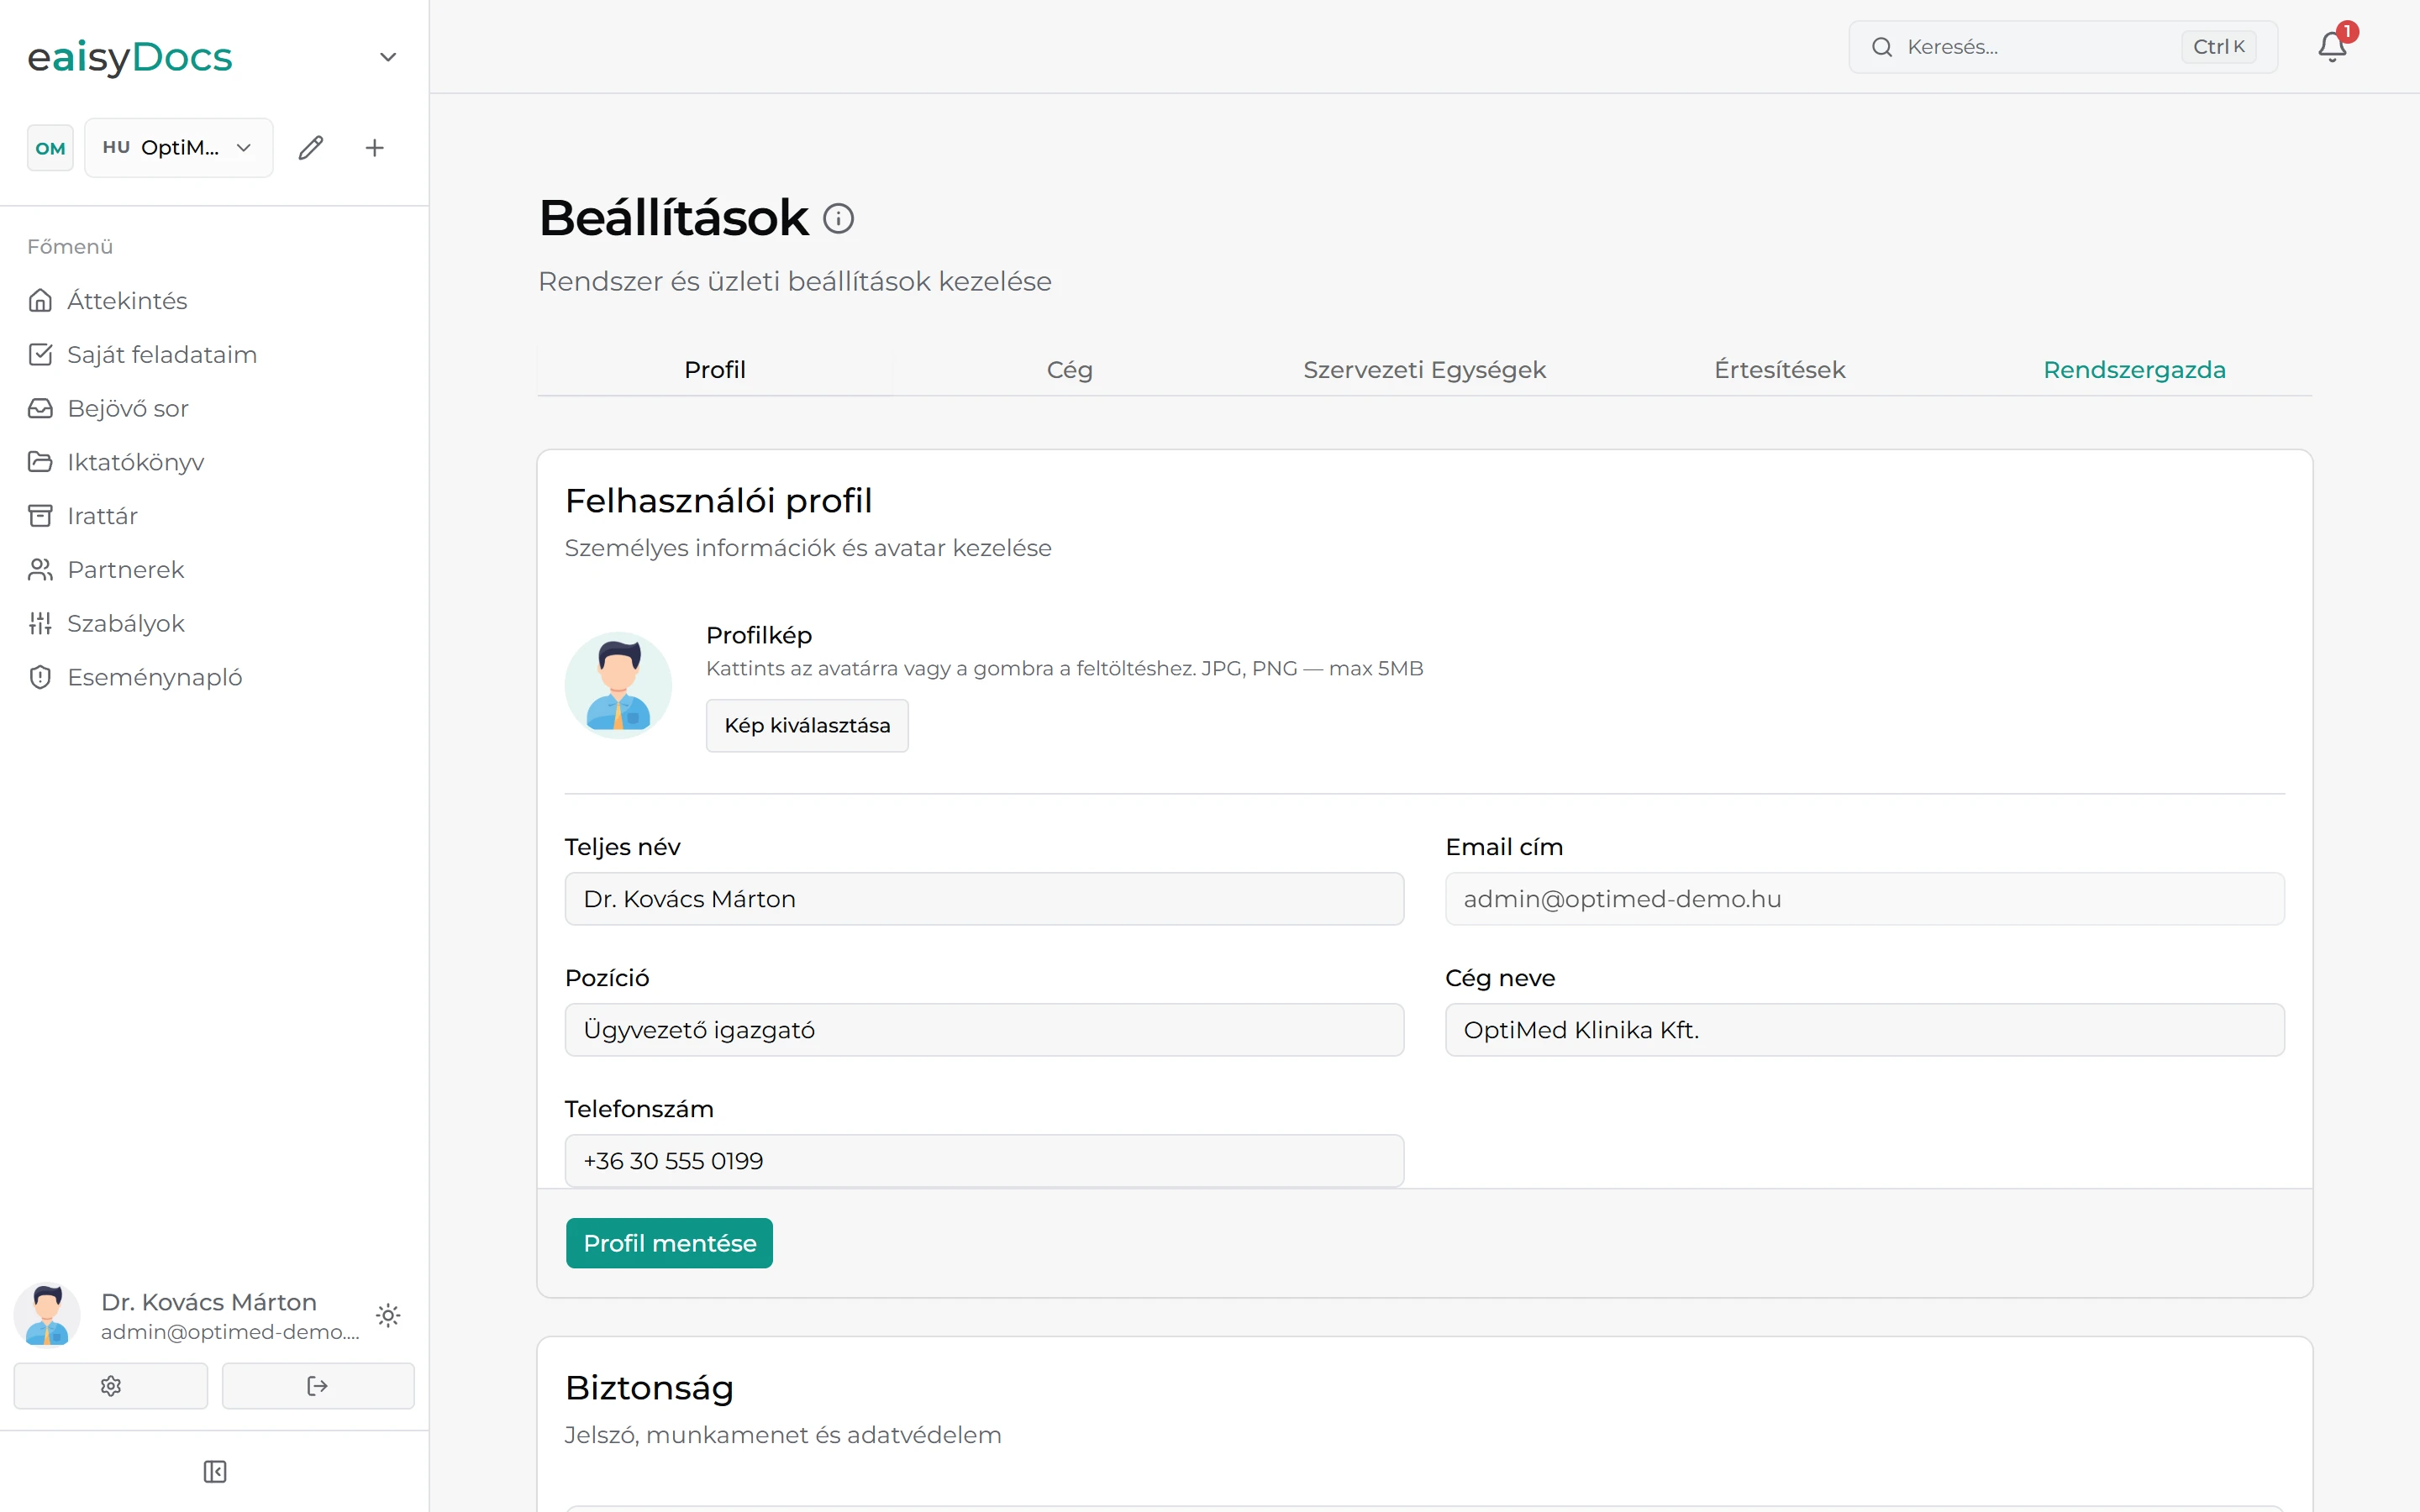 eaisyDocs
OM
HU OptiM...
Keresés...
Ctrl K
1
Főmenü
Áttekintés
Saját feladataim
Bejövő sor
Iktatókönyv
Irattár
Partnerek
Szabályok
Eseménynapló
Beállítások
Rendszer és üzleti beállítások kezelése
Profil
Cég
Szervezeti Egységek
Értesítések
Rendszergazda
Felhasználói profil
Személyes információk és avatar kezelése
Profilkép
Kattints az avatárra vagy a gombra a feltöltéshez. JPG, PNG — max 5MB
Kép kiválasztása
Teljes név
Dr. Kovács Márton
Email cím
admin@optimed-demo.hu
Pozíció
Ügyvezető igazgató
Cég neve
OptiMed Klinika Kft.
Telefonszám
+36 30 555 0199
Profil mentése
Biztonság
Jelszó, munkamenet és adatvédelem
Dr. Kovács Márton
admin@optimed-demo....